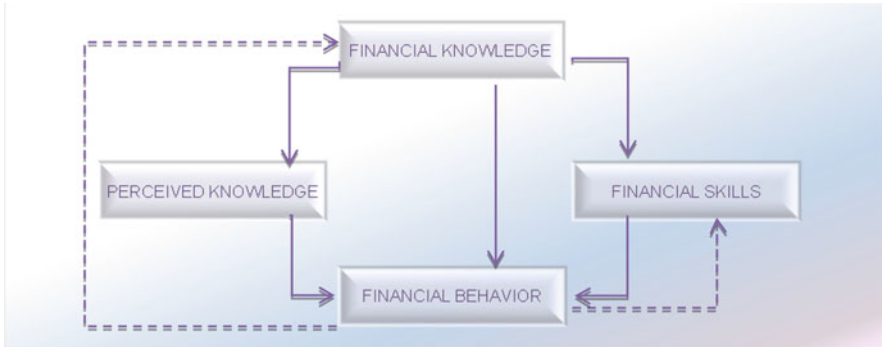 FINANCIAL KNOWLEDGE
PERCEIVED KNOWLEDGE
FINANCIAL SKILLS
FINANCIAL BEHAVIOR